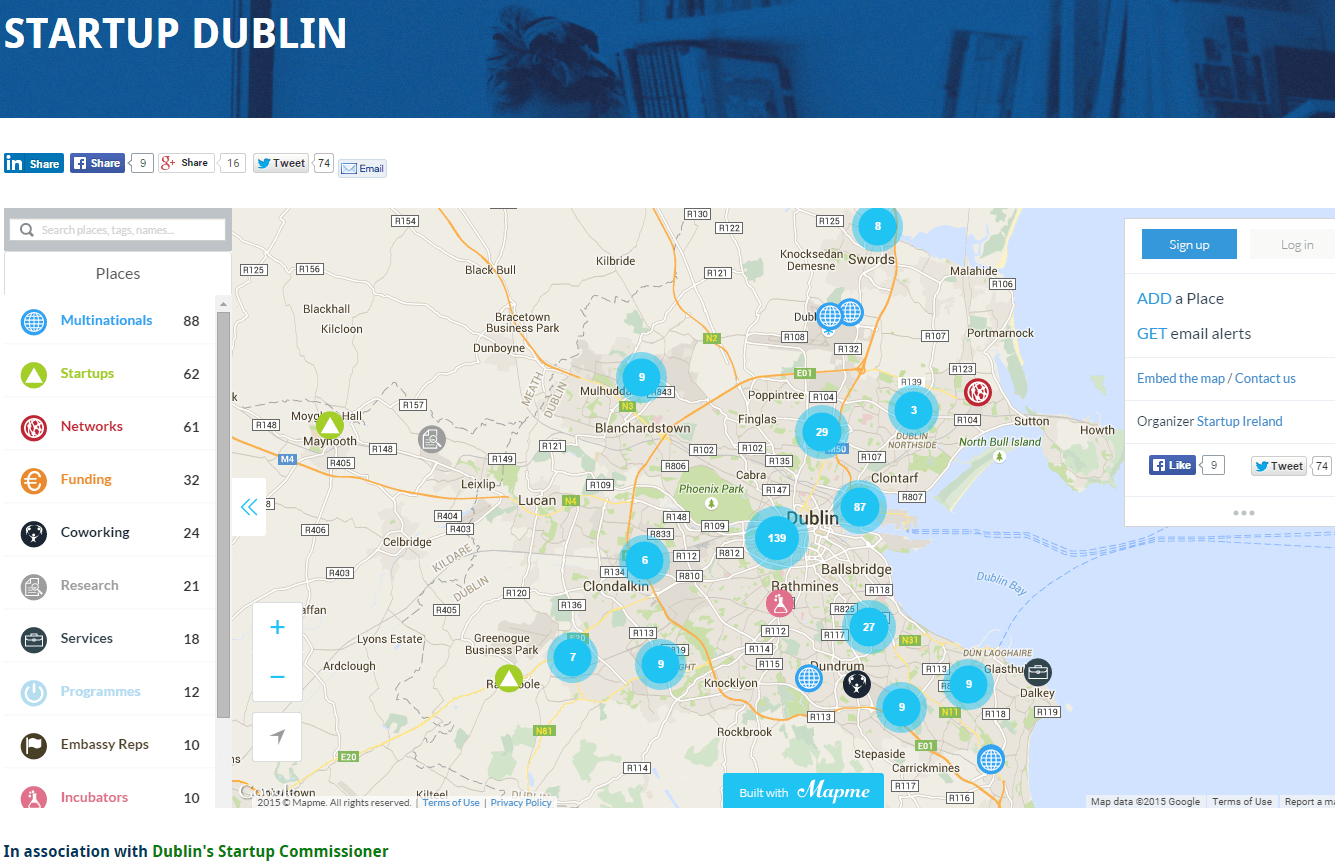 STARTUP DUBLIN
Share
Share 9
Share 16
Tweet 74
Email
Search places, tags, names...
Places
Multinationals 88
Startups 62
Networks 61
Funding 32
Coworking 24
Research 21
Services 18
Programmes 12
Embassy Reps 10
Incubators 10
R154
R130
R122
R125
8
Knocksedan
Demesne
Swords
Kilbride
R125
R156
Black Bull
R121
Malahide
R106
Blackhall
Kilcloon
Bracetown
Business Park
Dunboyne
N2
R108
R132
R107
Portmarnock
MEATH
DUBLIN
9
R843
N3
E01
R123
R139
R157
Poppintree
R104
3
R104
Sutton
Howth
R148
Maynooth
Blanchardstown
Finglas
29
M50
DUBLIN
NORTHSIDE
North Bull Island
M4
R405
R148
R121
R102
R102
R107
R149
R806
R135
Cabra
Clontarf
Leixlip
R109
Phoenix Park
R147
R807
Lucan
N4
87
R404
R403
R406
R148
R109
Dublin
Celbridge
R833
139
KILDARE
DUBLIN
6
R112
R812
Ballsbridge
R403
R134
R810
Dublin Bay
Clondalkin
Rathmines
R118
R120
R405
R136
R825
Lyons Estate
Greenogue
Business Park
E20
R113
R112
R117
27
N31
DÚN LAOGHAIRE
7
9
R114
R115
Dundrum
R113
9
Ardclough
Knocklyon
Dalkey
9
N11
R118
R119
R113
N81
Rockbrook
E01
E20
Stepaside
Carrickmines
R114
R117
R116
+
−
Built with Mapme
2015 © Mapme. All rights reserved. | Terms of Use | Privacy Policy
Map data ©2015 Google
Terms of Use
Sign up
Log in
ADD a Place
GET email alerts
Embed the map / Contact us
Organizer Startup Ireland
Like 9
Tweet 74
In association with Dublin's Startup Commissioner